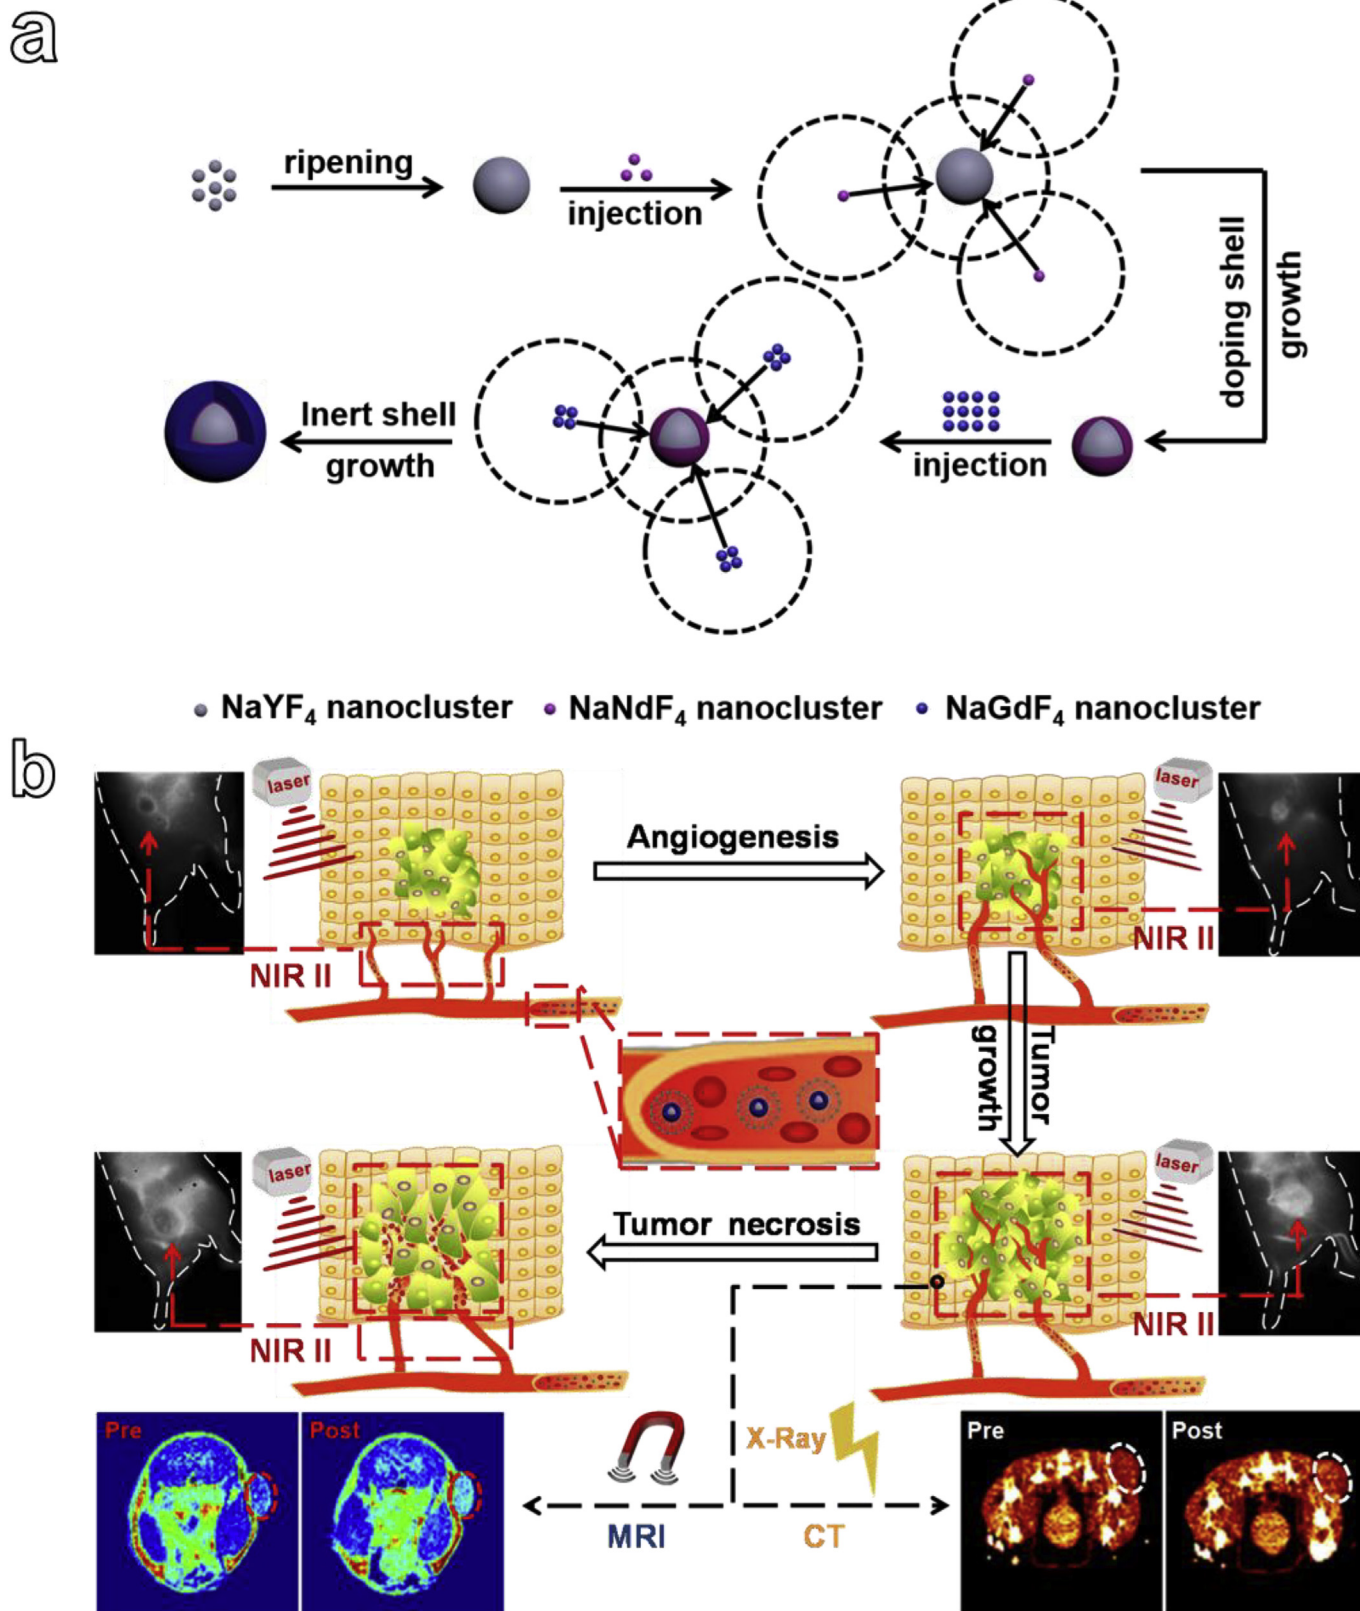 a
ripening
injection
doping shell
growth
injection
Inert shell
growth
NaYF₄ nanocluster
NaNdF₄ nanocluster
NaGdF₄ nanocluster
b
laser
Angiogenesis
laser
NIR II
NIR II
Tumor
growth
laser
Tumor necrosis
laser
NIR II
NIR II
Pre
Post
X-Ray
MRI
CT
Pre
Post